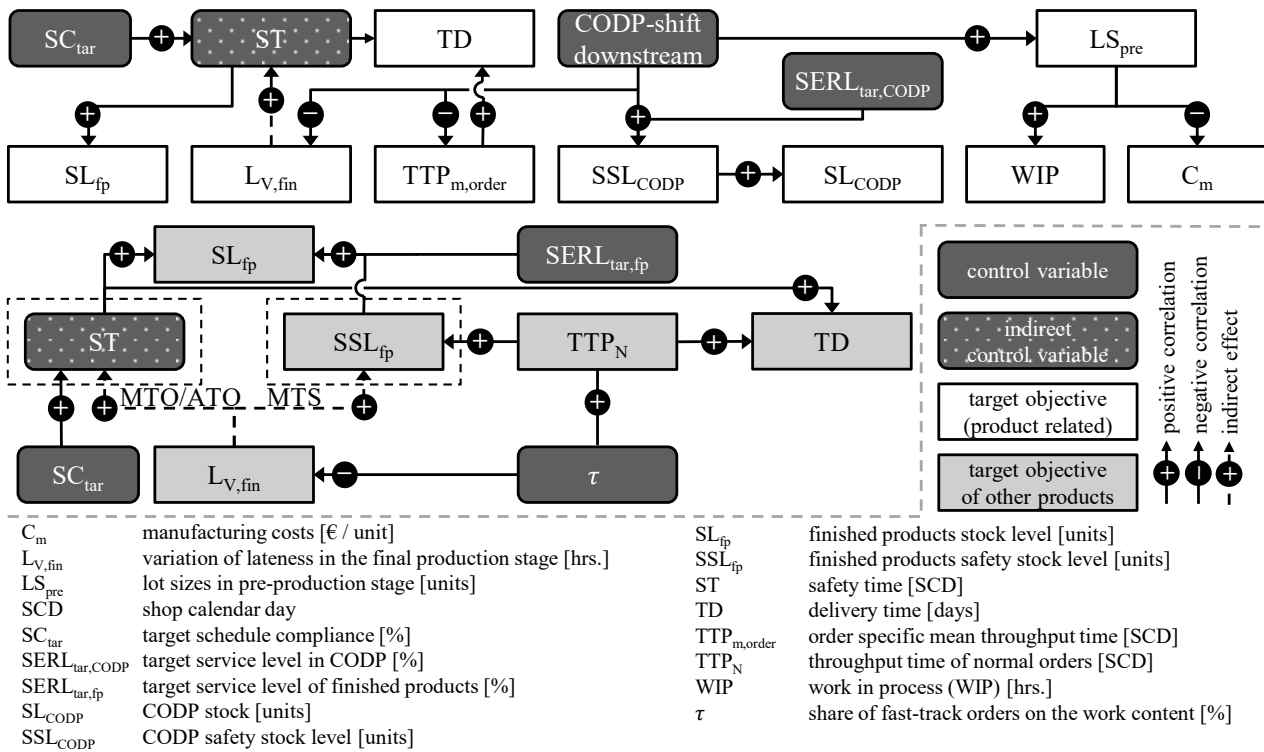 SC_tar
ST
TD
CODP-shift
downstream
LS_pre
SERL_tar,CODP
+
+
−
−
+
+
+
+
−
SL_fp
L_V,fin
TTP_m,order
SSL_CODP
+
SL_CODP
WIP
C_m
+
SL_fp
+
SERL_tar,fp
+
ST
SSL_fp
+
TTP_N
+
TD
MTO/ATO
MTS
+
+
+
+
SC_tar
L_V,fin
−
τ
control variable
indirect
control variable
target objective
(product related)
target objective
of other products
positive correlation
negative correlation
indirect effect
+
−
+
C_m manufacturing costs [€ / unit]
L_V,fin variation of lateness in the final production stage [hrs.]
LS_pre lot sizes in pre-production stage [units]
SCD shop calendar day
SC_tar target schedule compliance [%]
SERL_tar,CODP target service level in CODP [%]
SERL_tar,fp target service level of finished products [%]
SL_CODP CODP stock [units]
SSL_CODP CODP safety stock level [units]
SL_fp finished products stock level [units]
SSL_fp finished products safety stock level [units]
ST safety time [SCD]
TD delivery time [days]
TTP_m,order order specific mean throughput time [SCD]
TTP_N throughput time of normal orders [SCD]
WIP work in process (WIP) [hrs.]
τ share of fast-track orders on the work content [%]